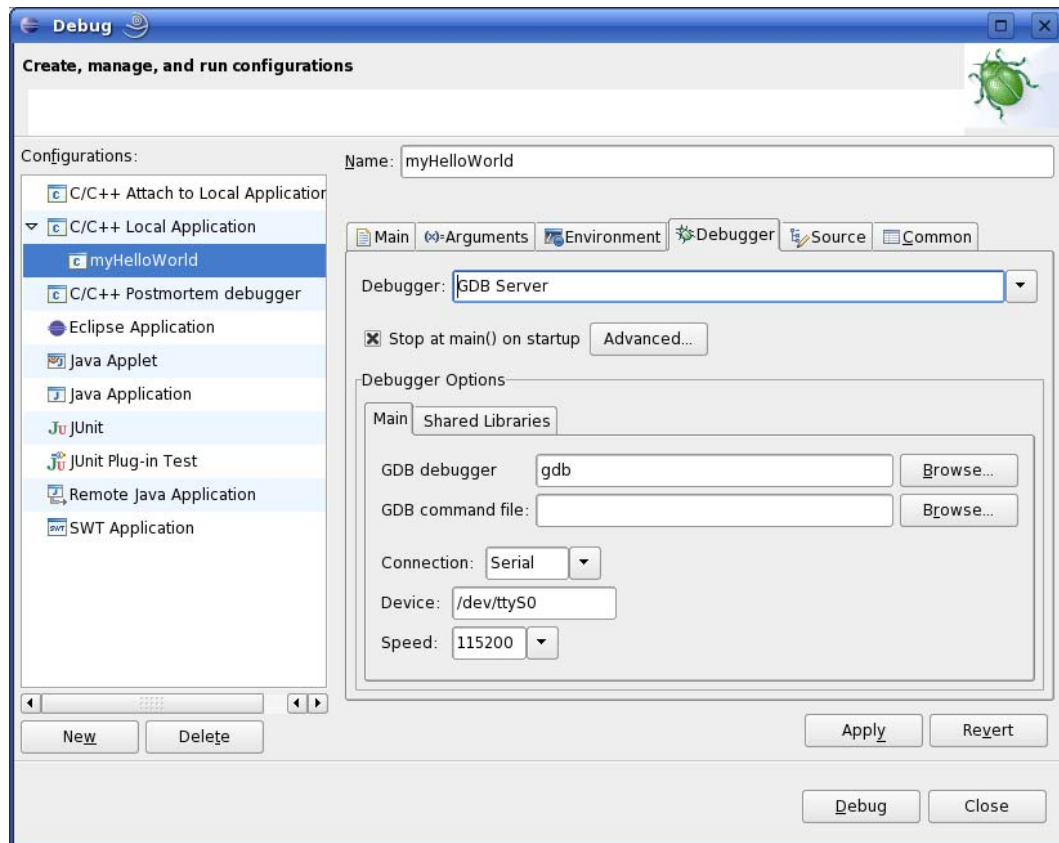 Debug
Create, manage, and run configurations
Configurations:
C/C++ Attach to Local Application
C/C++ Local Application
myHelloWorld
C/C++ Postmortem debugger
Eclipse Application
Java Applet
Java Application
JUnit
JUnit Plug-in Test
Remote Java Application
SWT Application
New Delete
Name: myHelloWorld
Main (x)=Arguments Environment Debugger Source Common
Debugger: GDB Server
Stop at main() on startup Advanced...
Debugger Options
Main Shared Libraries
GDB debugger gdb Browse...
GDB command file: Browse...
Connection: Serial
Device: /dev/ttyS0
Speed: 115200
Apply Revert
Debug Close